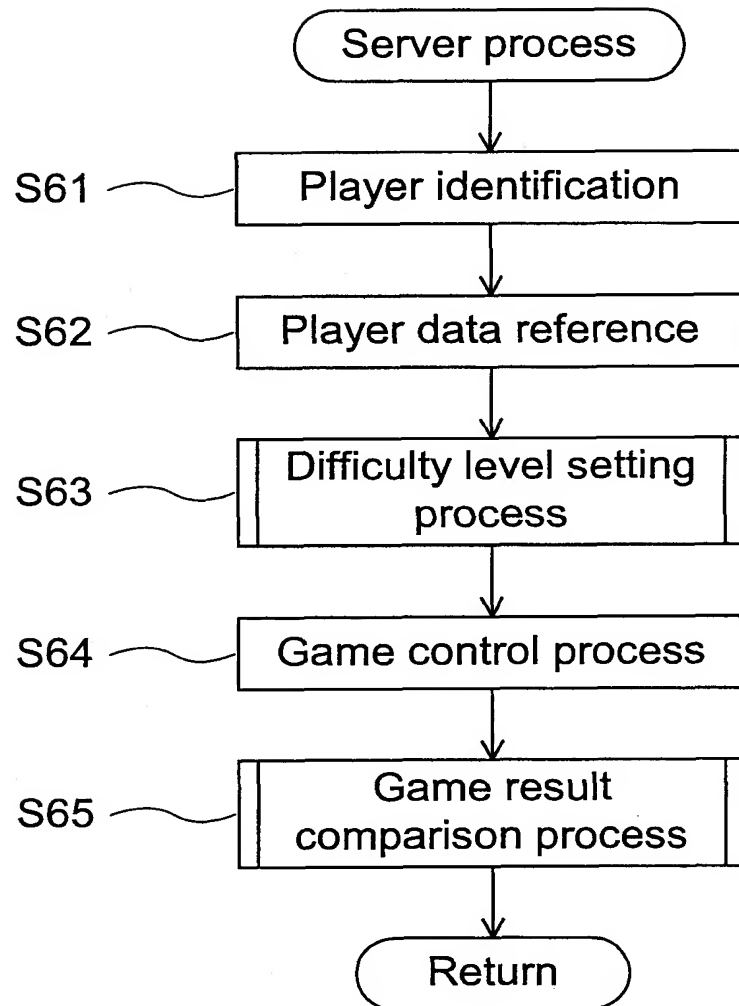 Server process
S61
Player identification
S62
Player data reference
S63
Difficulty level setting
process
S64
Game control process
S65
Game result
comparison process
Return